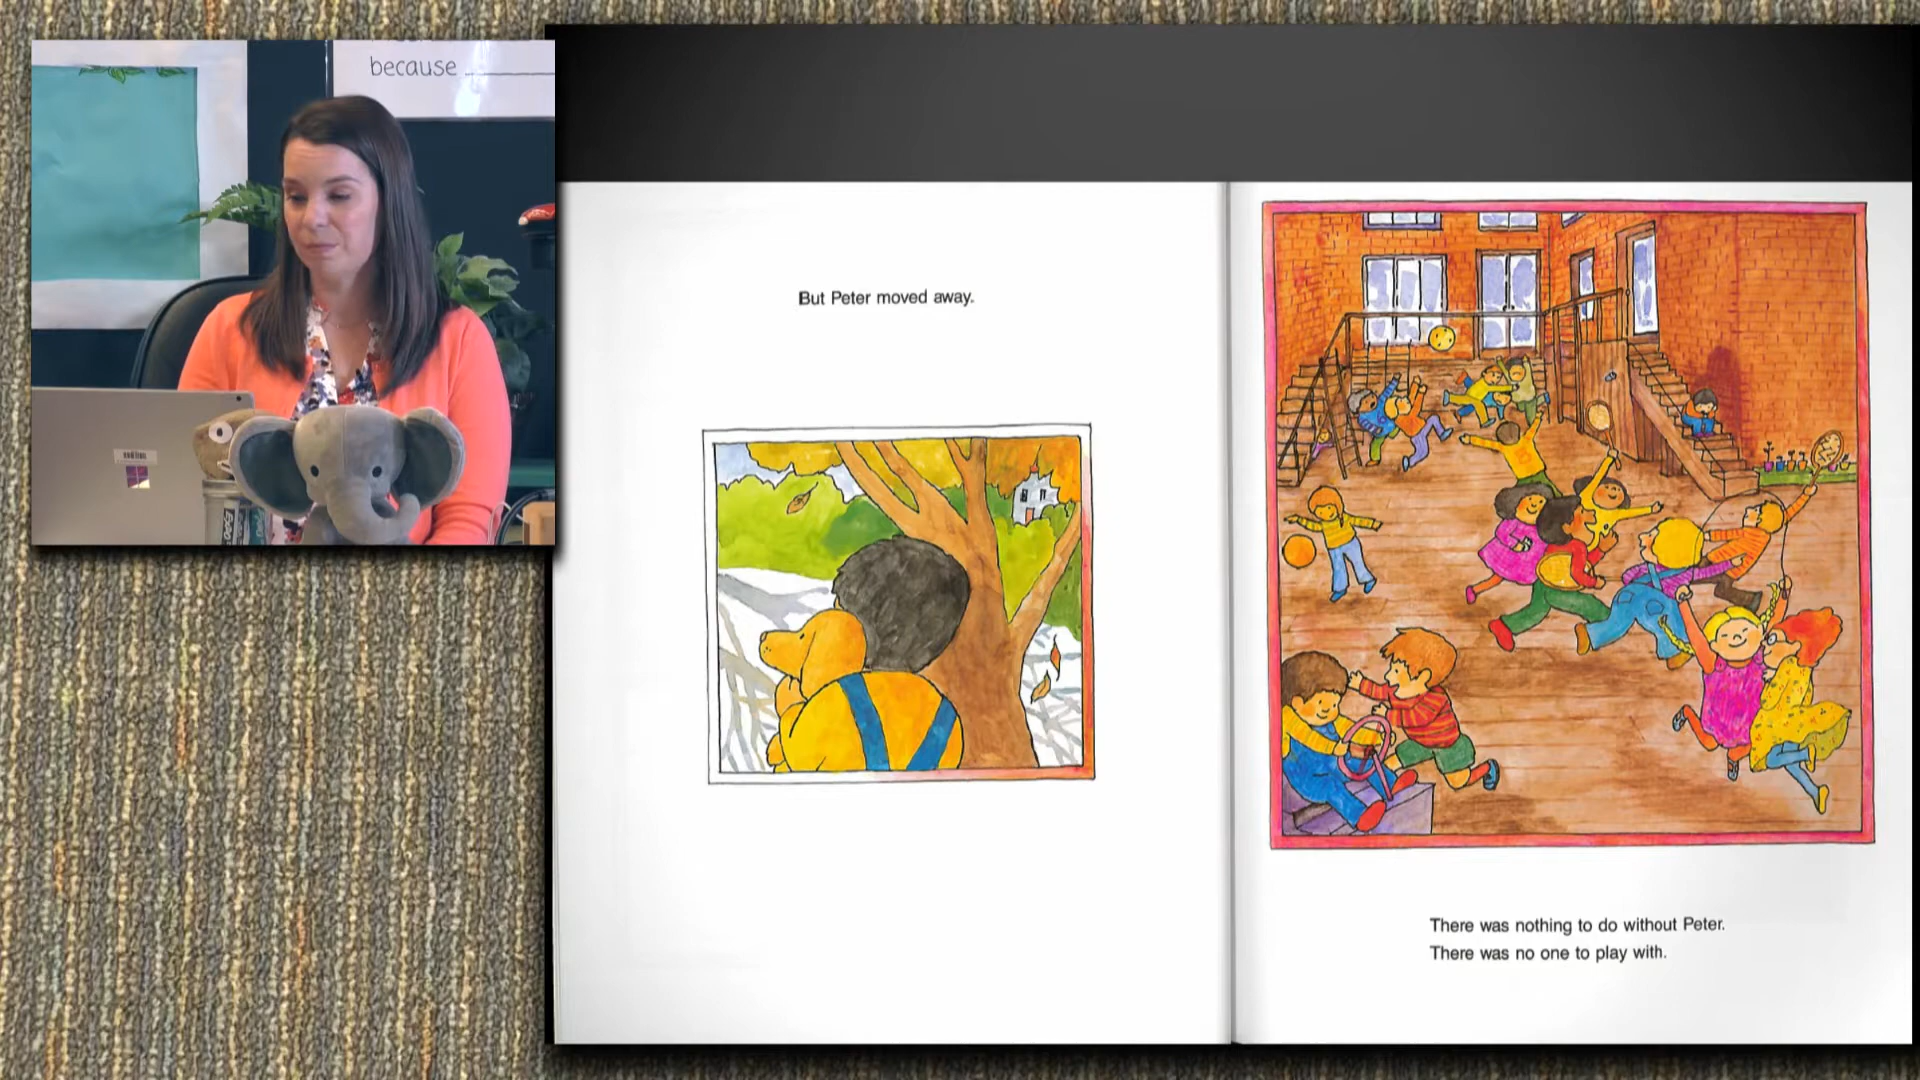 because
But Peter moved away.
There was nothing to do without Peter.
There was no one to play with.